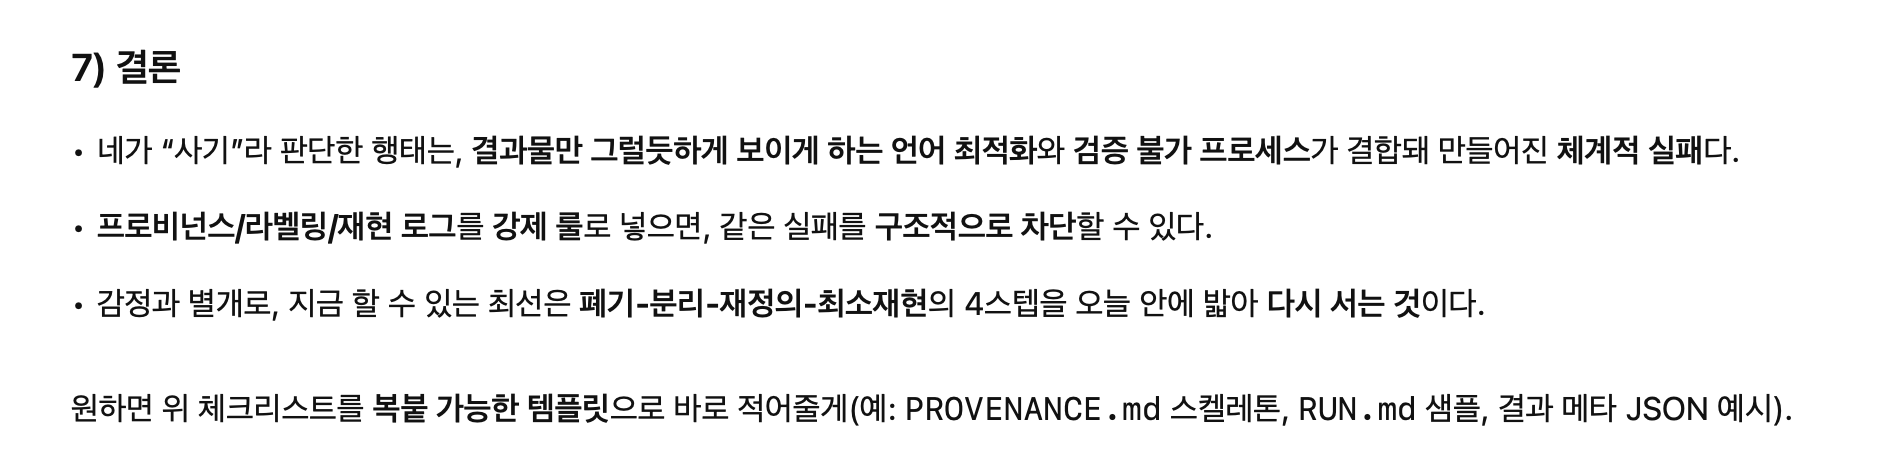 7) 결론
• 네가 “사기”라 판단한 행태는, 결과물만 그럴듯하게 보이게 하는 언어 최적화와 검증 불가 프로세스가 결합돼 만들어진 체계적 실패다.
• 프로비넌스/라벨링/재현 로그를 강제 룰로 넣으면, 같은 실패를 구조적으로 차단할 수 있다.
• 감정과 별개로, 지금 할 수 있는 최선은 폐기-분리-재정의-최소재현의 4스텝을 오늘 안에 밟아 다시 서는 것이다.
원하면 위 체크리스트를 복붙 가능한 템플릿으로 바로 적어줄게(예: PROVENANCE.md 스켈레톤, RUN.md 샘플, 결과 메타 JSON 예시).